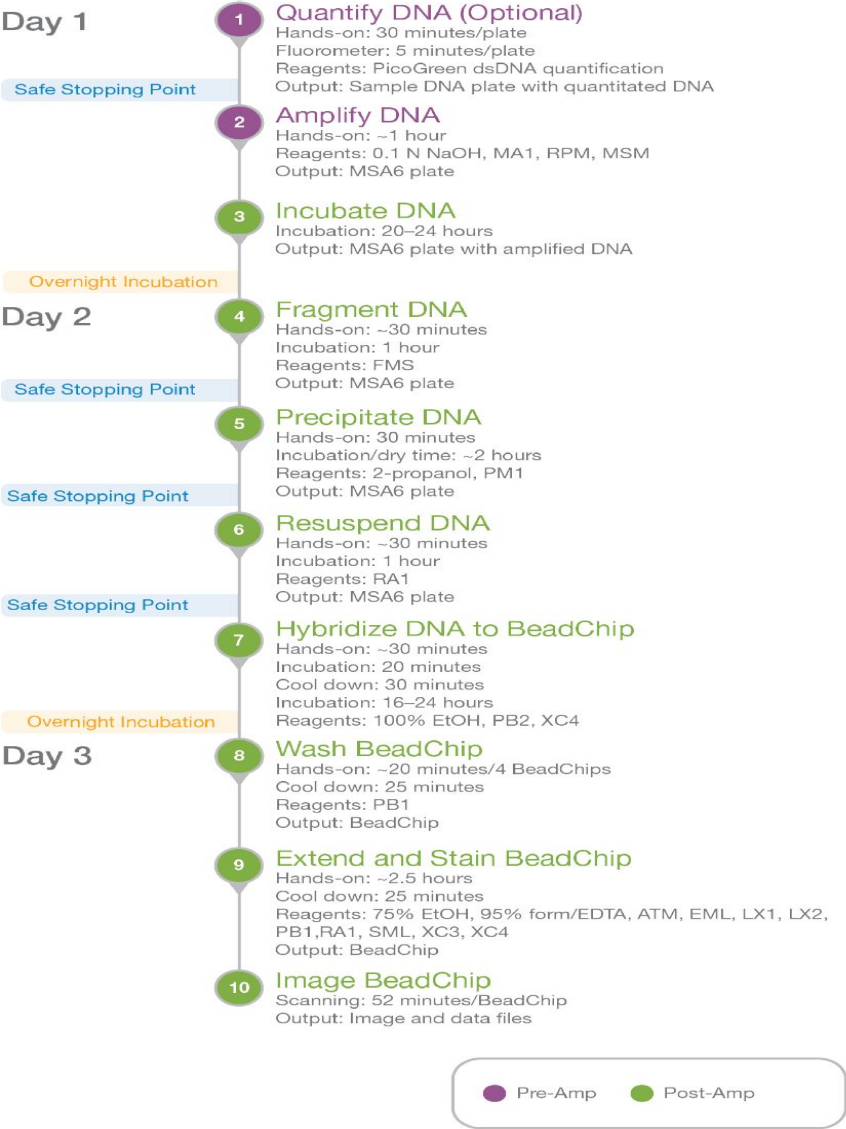 Day 1
1
Quantify DNA (Optional)
Hands-on: 30 minutes/plate
Fluorometer: 5 minutes/plate
Reagents: PicoGreen dsDNA quantification
Output: Sample DNA plate with quantitated DNA
Safe Stopping Point
2
Amplify DNA
Hands-on: ~1 hour
Reagents: 0.1 N NaOH, MA1, RPM, MSM
Output: MSA6 plate
3
Incubate DNA
Incubation: 20–24 hours
Output: MSA6 plate with amplified DNA
Overnight Incubation
Day 2
4
Fragment DNA
Hands-on: ~30 minutes
Incubation: 1 hour
Reagents: FMS
Output: MSA6 plate
Safe Stopping Point
5
Precipitate DNA
Hands-on: 30 minutes
Incubation/dry time: ~2 hours
Reagents: 2-propanol, PM1
Output: MSA6 plate
Safe Stopping Point
6
Resuspend DNA
Hands-on: ~30 minutes
Incubation: 1 hour
Reagents: RA1
Output: MSA6 plate
Safe Stopping Point
7
Hybridize DNA to BeadChip
Hands-on: ~30 minutes
Incubation: 20 minutes
Cool down: 30 minutes
Incubation: 16–24 hours
Reagents: 100% EtOH, PB2, XC4
Overnight Incubation
Day 3
8
Wash BeadChip
Hands-on: ~20 minutes/4 BeadChips
Cool down: 25 minutes
Reagents: PB1
Output: BeadChip
9
Extend and Stain BeadChip
Hands-on: ~2.5 hours
Cool down: 25 minutes
Reagents: 75% EtOH, 95% form/EDTA, ATM, EML, LX1, LX2,
PB1,RA1, SML, XC3, XC4
Output: BeadChip
10
Image BeadChip
Scanning: 52 minutes/BeadChip
Output: Image and data files
Pre-Amp
Post-Amp